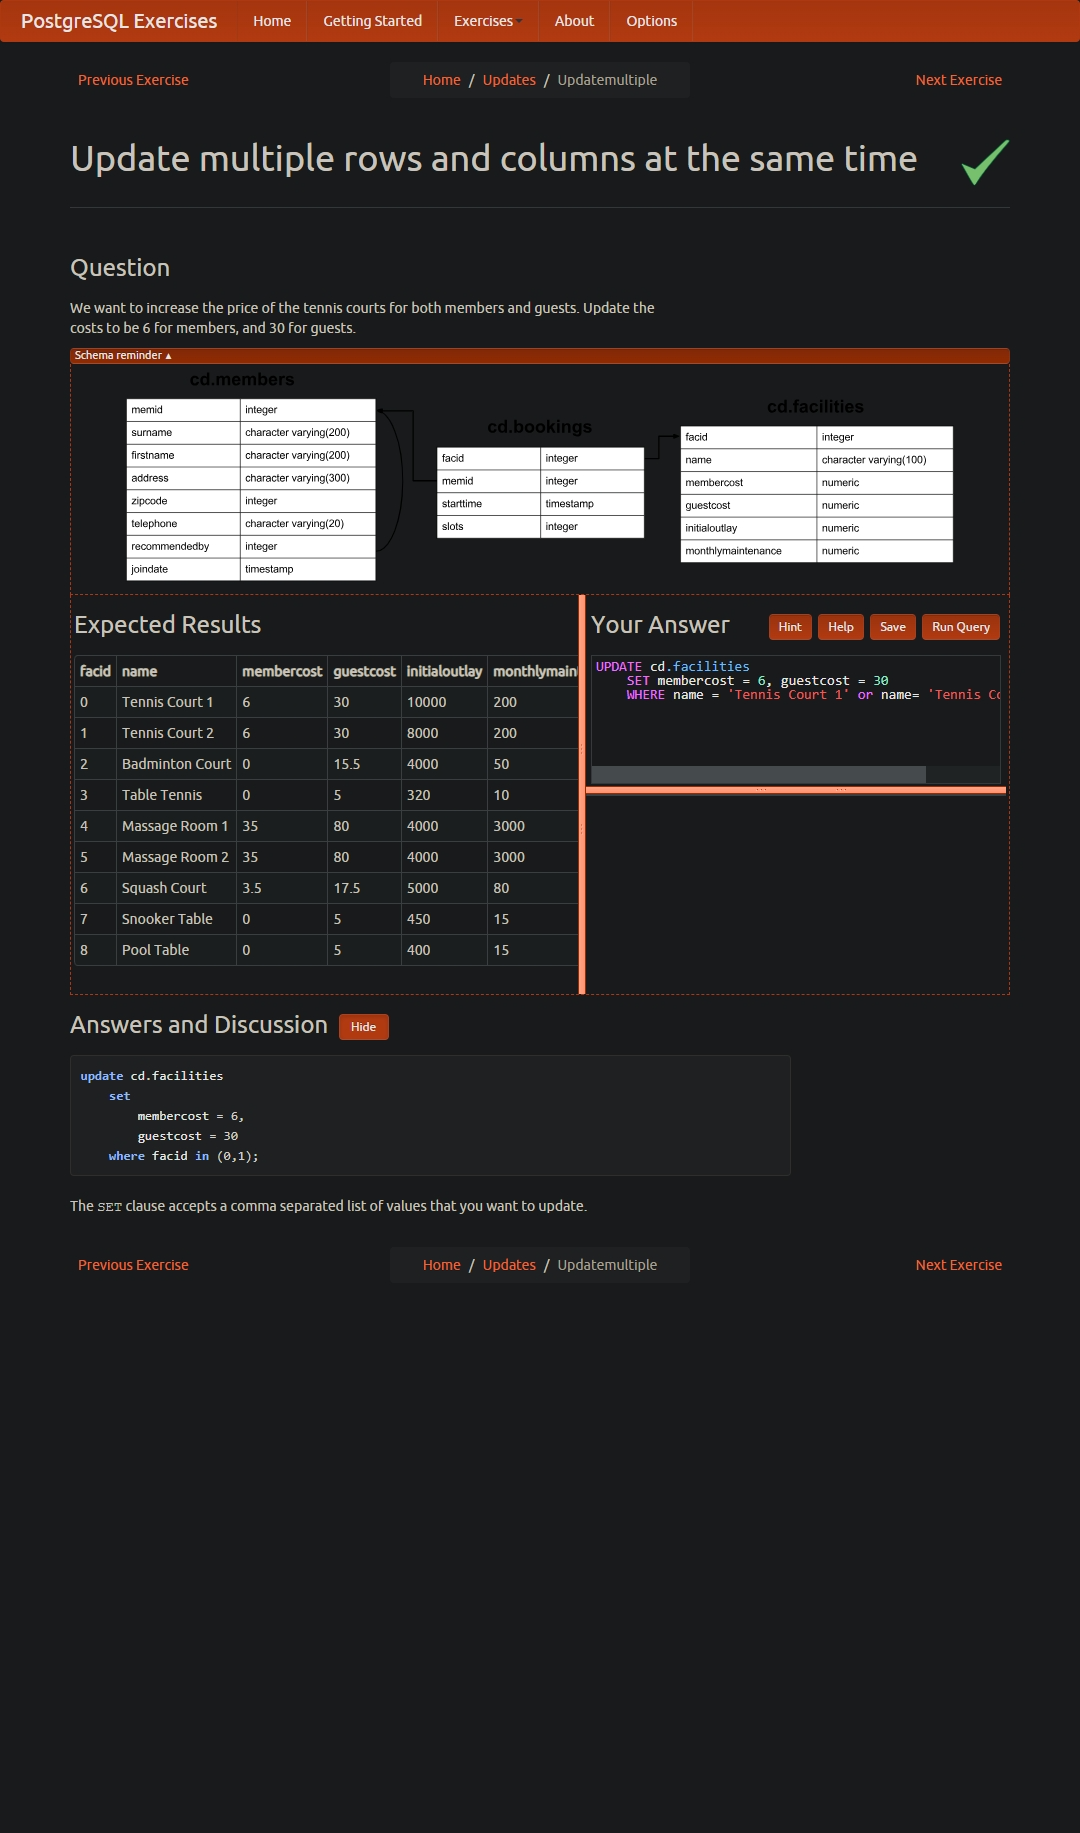 PostgreSQL Exercises Home Getting Started Exercises About Options
Previous Exercise Home / Updates / Updatemultiple Next Exercise
Update multiple rows and columns at the same time
Question
We want to increase the price of the tennis courts for both members and guests. Update the
costs to be 6 for members, and 30 for guests.
Schema reminder ▲
cd.members
memid integer
surname character varying(200)
firstname character varying(200)
address character varying(300)
zipcode integer
telephone character varying(20)
recommendedby integer
joindate timestamp
cd.bookings
facid integer
memid integer
starttime timestamp
slots integer
cd.facilities
facid integer
name character varying(100)
membercost numeric
guestcost numeric
initialoutlay numeric
monthlymaintenance numeric
Expected Results
facid name membercost guestcost initialoutlay monthlymain
0 Tennis Court 1 6 30 10000 200
1 Tennis Court 2 6 30 8000 200
2 Badminton Court 0 15.5 4000 50
3 Table Tennis 0 5 320 10
4 Massage Room 1 35 80 4000 3000
5 Massage Room 2 35 80 4000 3000
6 Squash Court 3.5 17.5 5000 80
7 Snooker Table 0 5 450 15
8 Pool Table 0 5 400 15
Your Answer Hint Help Save Run Query
UPDATE cd.facilities
SET membercost = 6, guestcost = 30
WHERE name = 'Tennis Court 1' or name= 'Tennis Co
Answers and Discussion Hide
update cd.facilities
set
membercost = 6,
guestcost = 30
where facid in (0,1);
The SET clause accepts a comma separated list of values that you want to update.
Previous Exercise Home / Updates / Updatemultiple Next Exercise